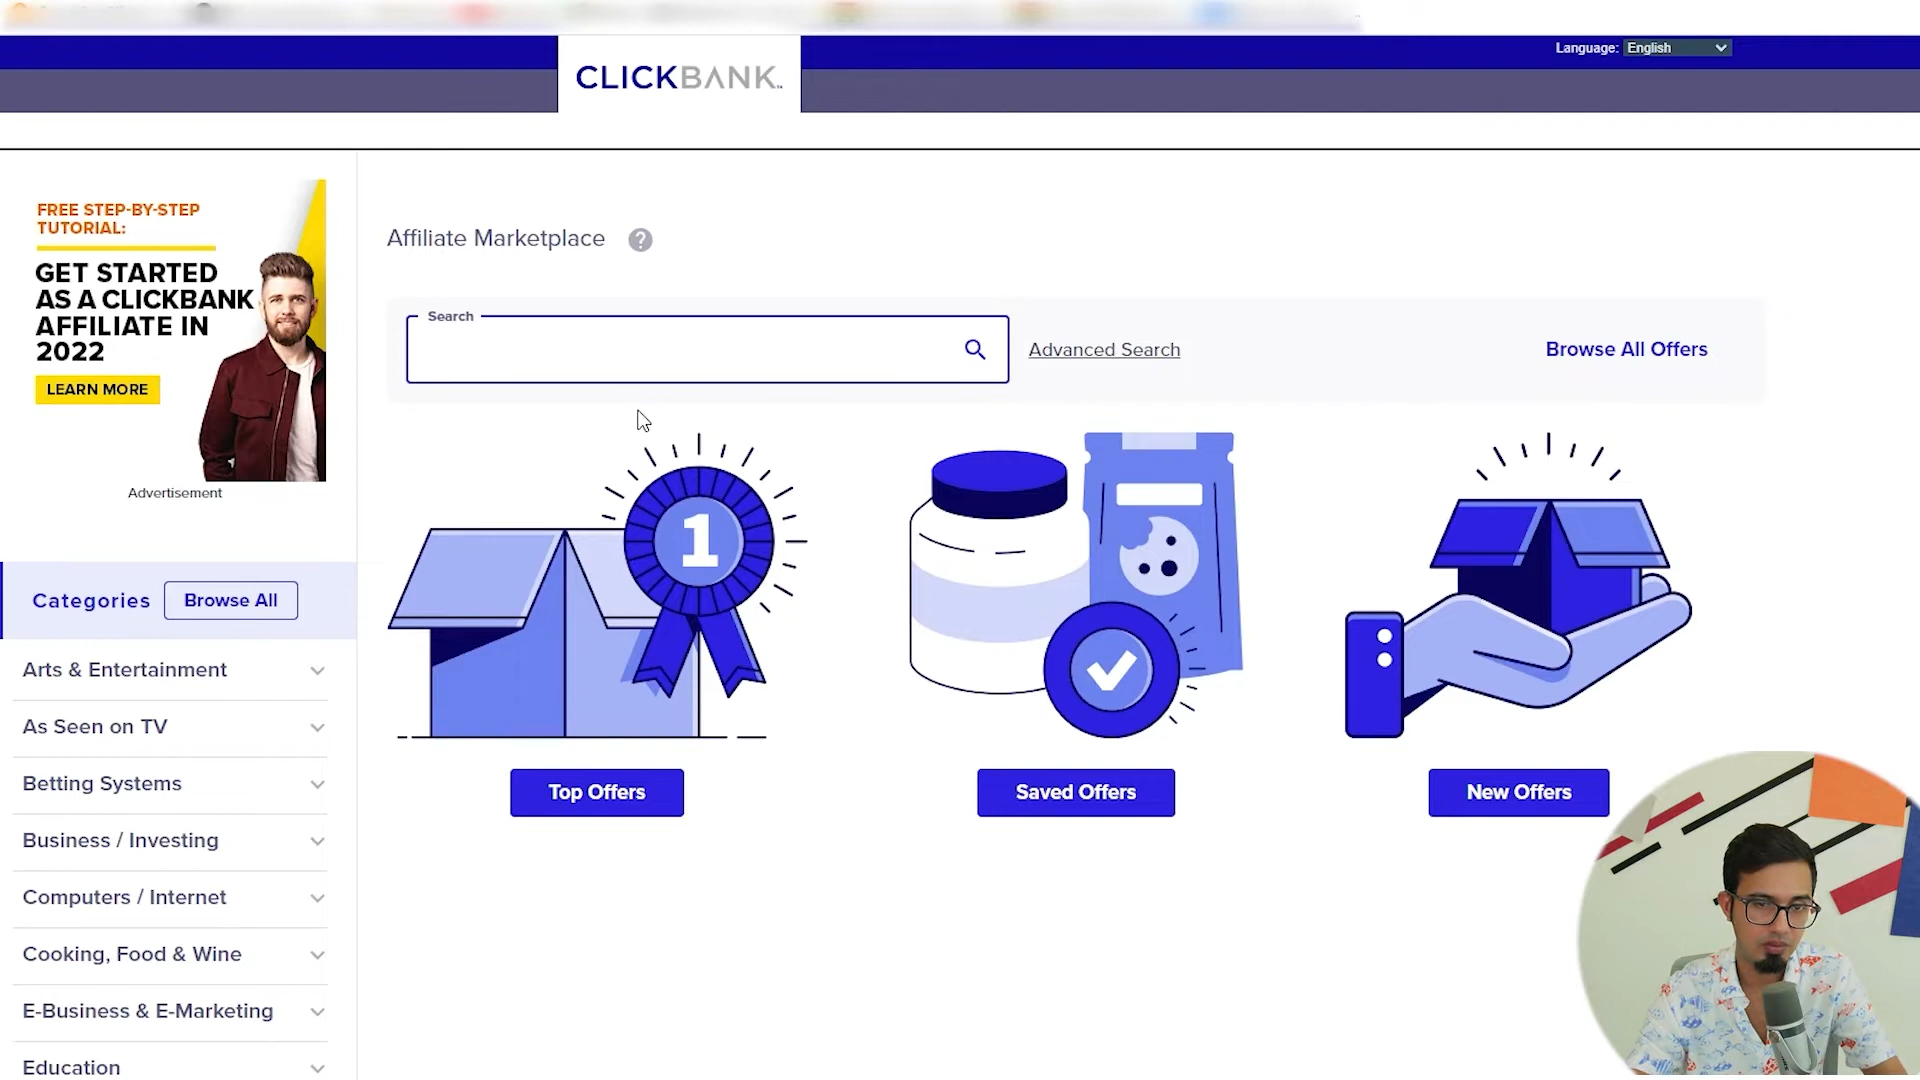 Language: English
CLICKBANK
FREE STEP-BY-STEP
TUTORIAL:
GET STARTED
AS A CLICKBANK
AFFILIATE IN
2022
LEARN MORE
Advertisement
Affiliate Marketplace ?
Search
Advanced Search
Browse All Offers
1
Top Offers
Saved Offers
New Offers
Categories
Browse All
Arts & Entertainment
As Seen on TV
Betting Systems
Business / Investing
Computers / Internet
Cooking, Food & Wine
E-Business & E-Marketing
Education